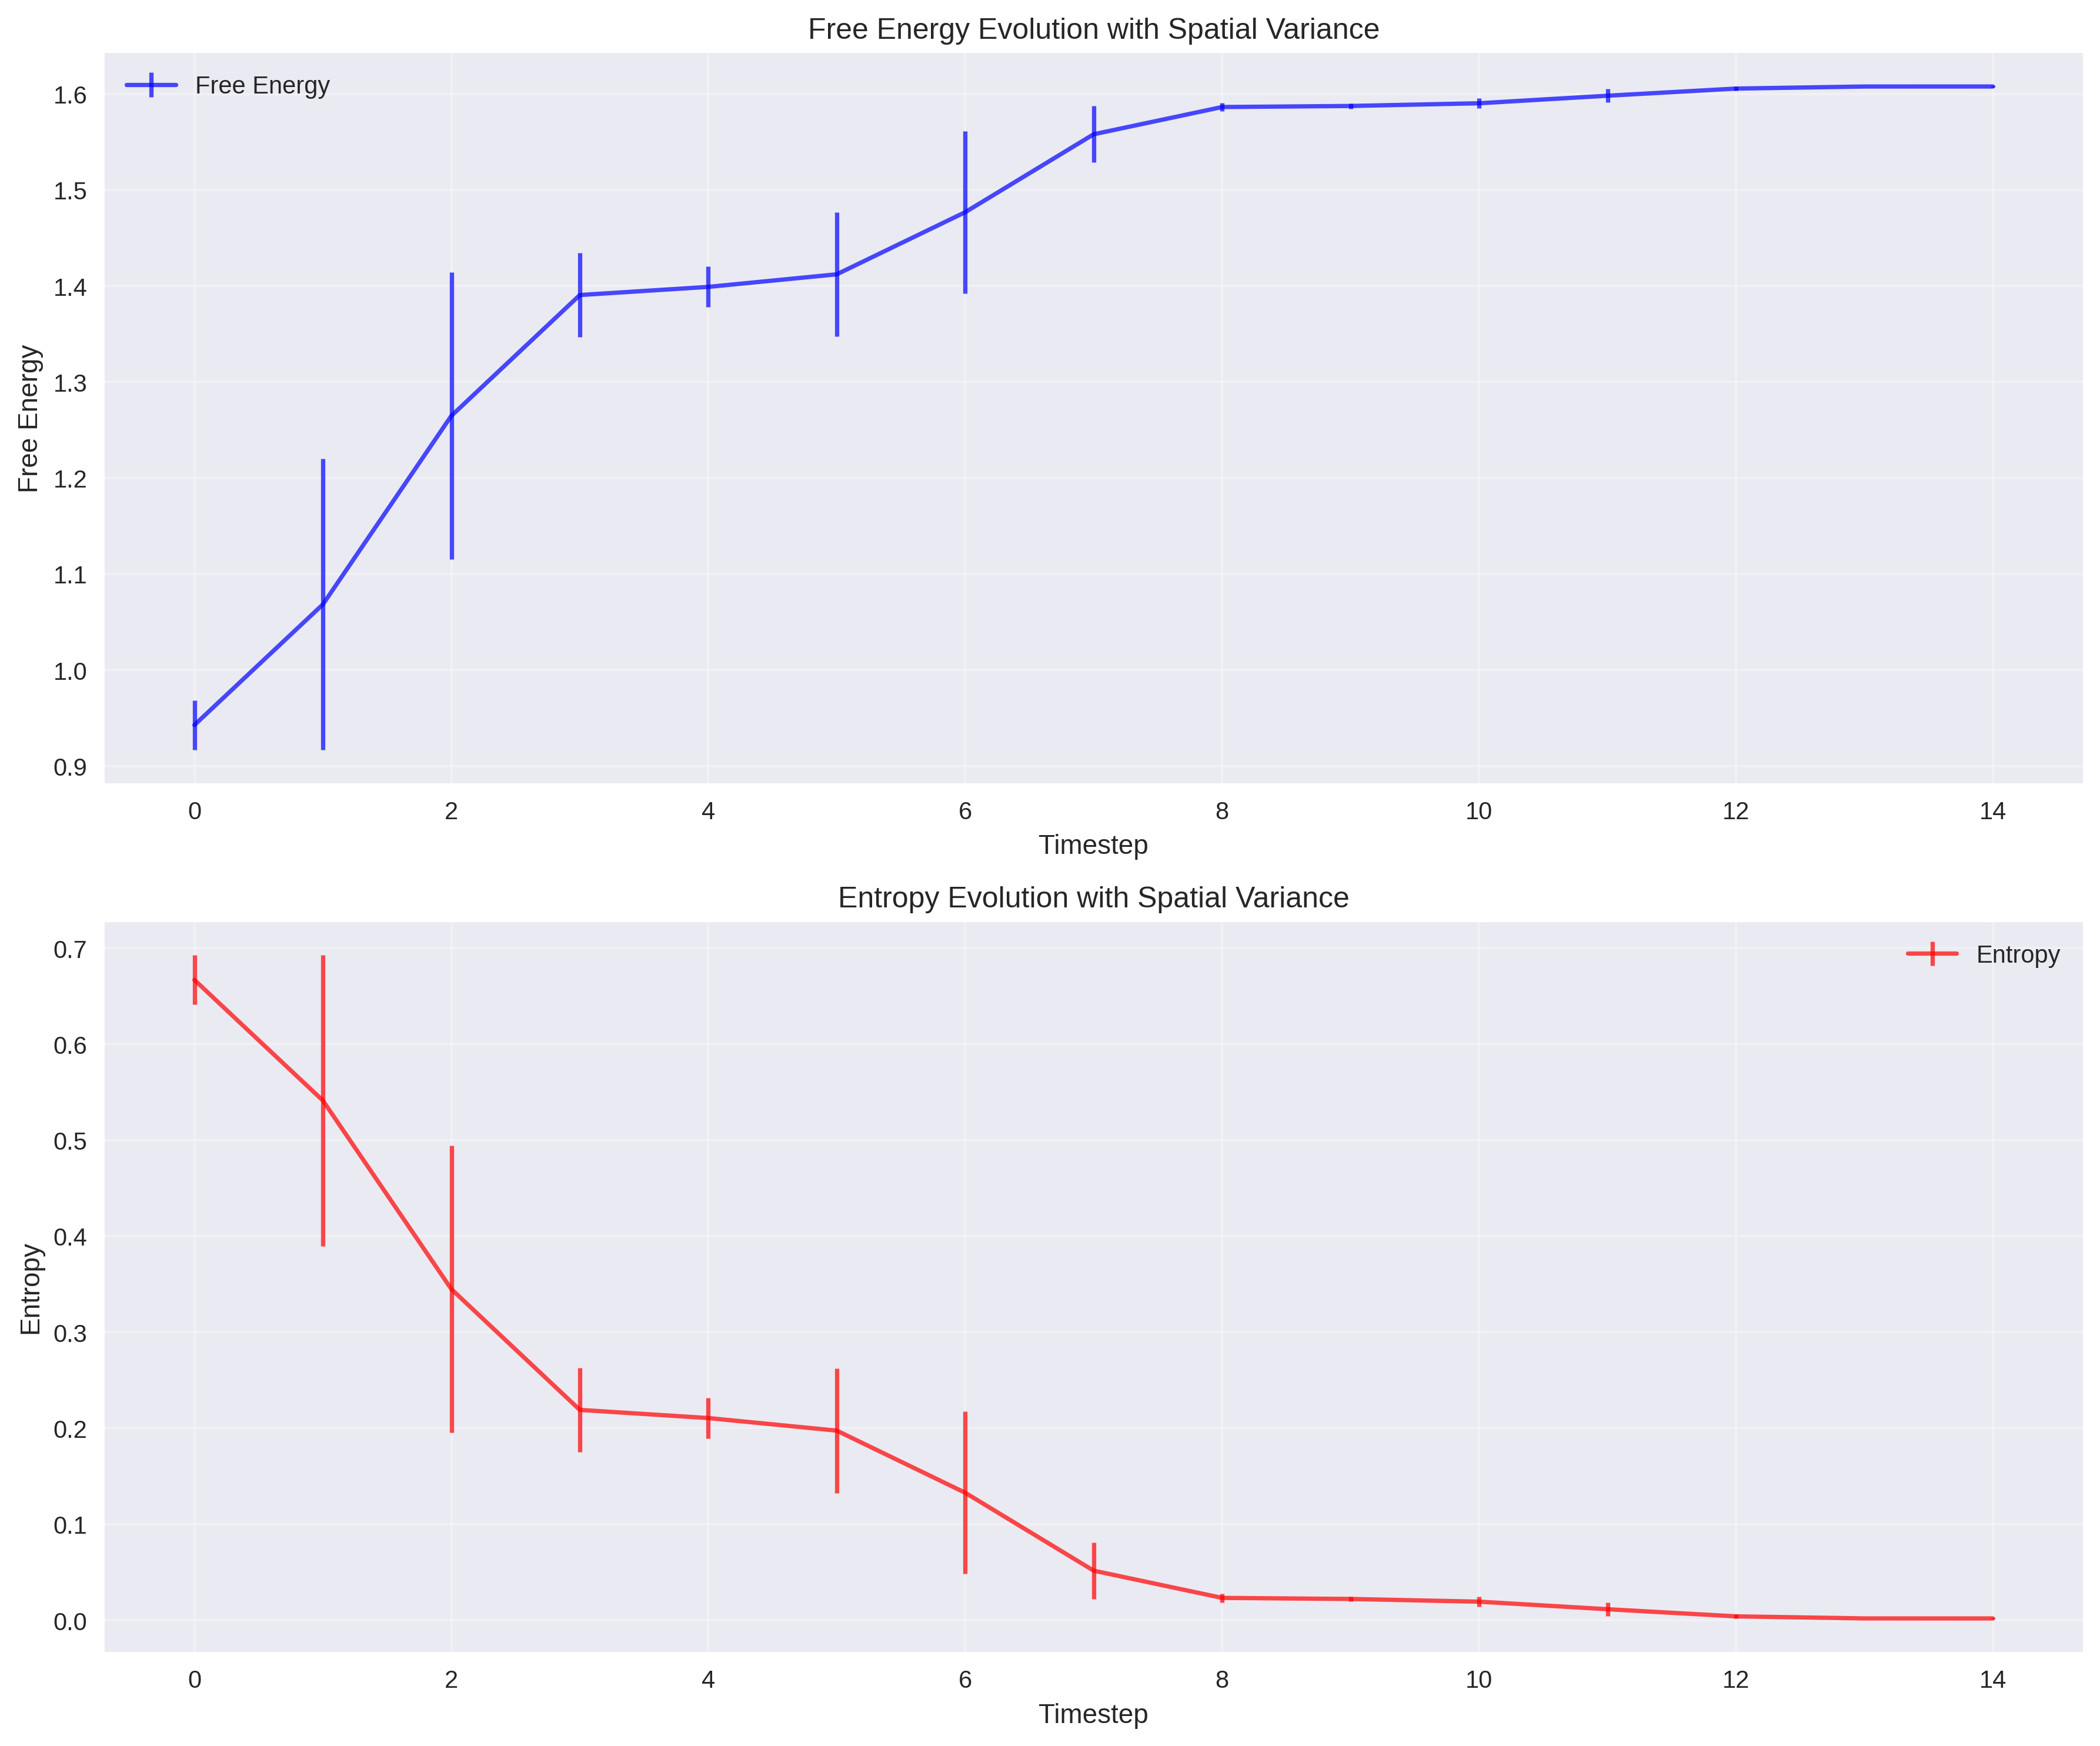 Free Energy Evolution with Spatial Variance
Free Energy
1.6
1.5
1.4
1.3
1.2
1.1
1.0
0.9
Free Energy
0 2 4 6 8 10 12 14
Timestep
Entropy Evolution with Spatial Variance
Entropy
0.7
0.6
0.5
0.4
0.3
0.2
0.1
0.0
Entropy
0 2 4 6 8 10 12 14
Timestep